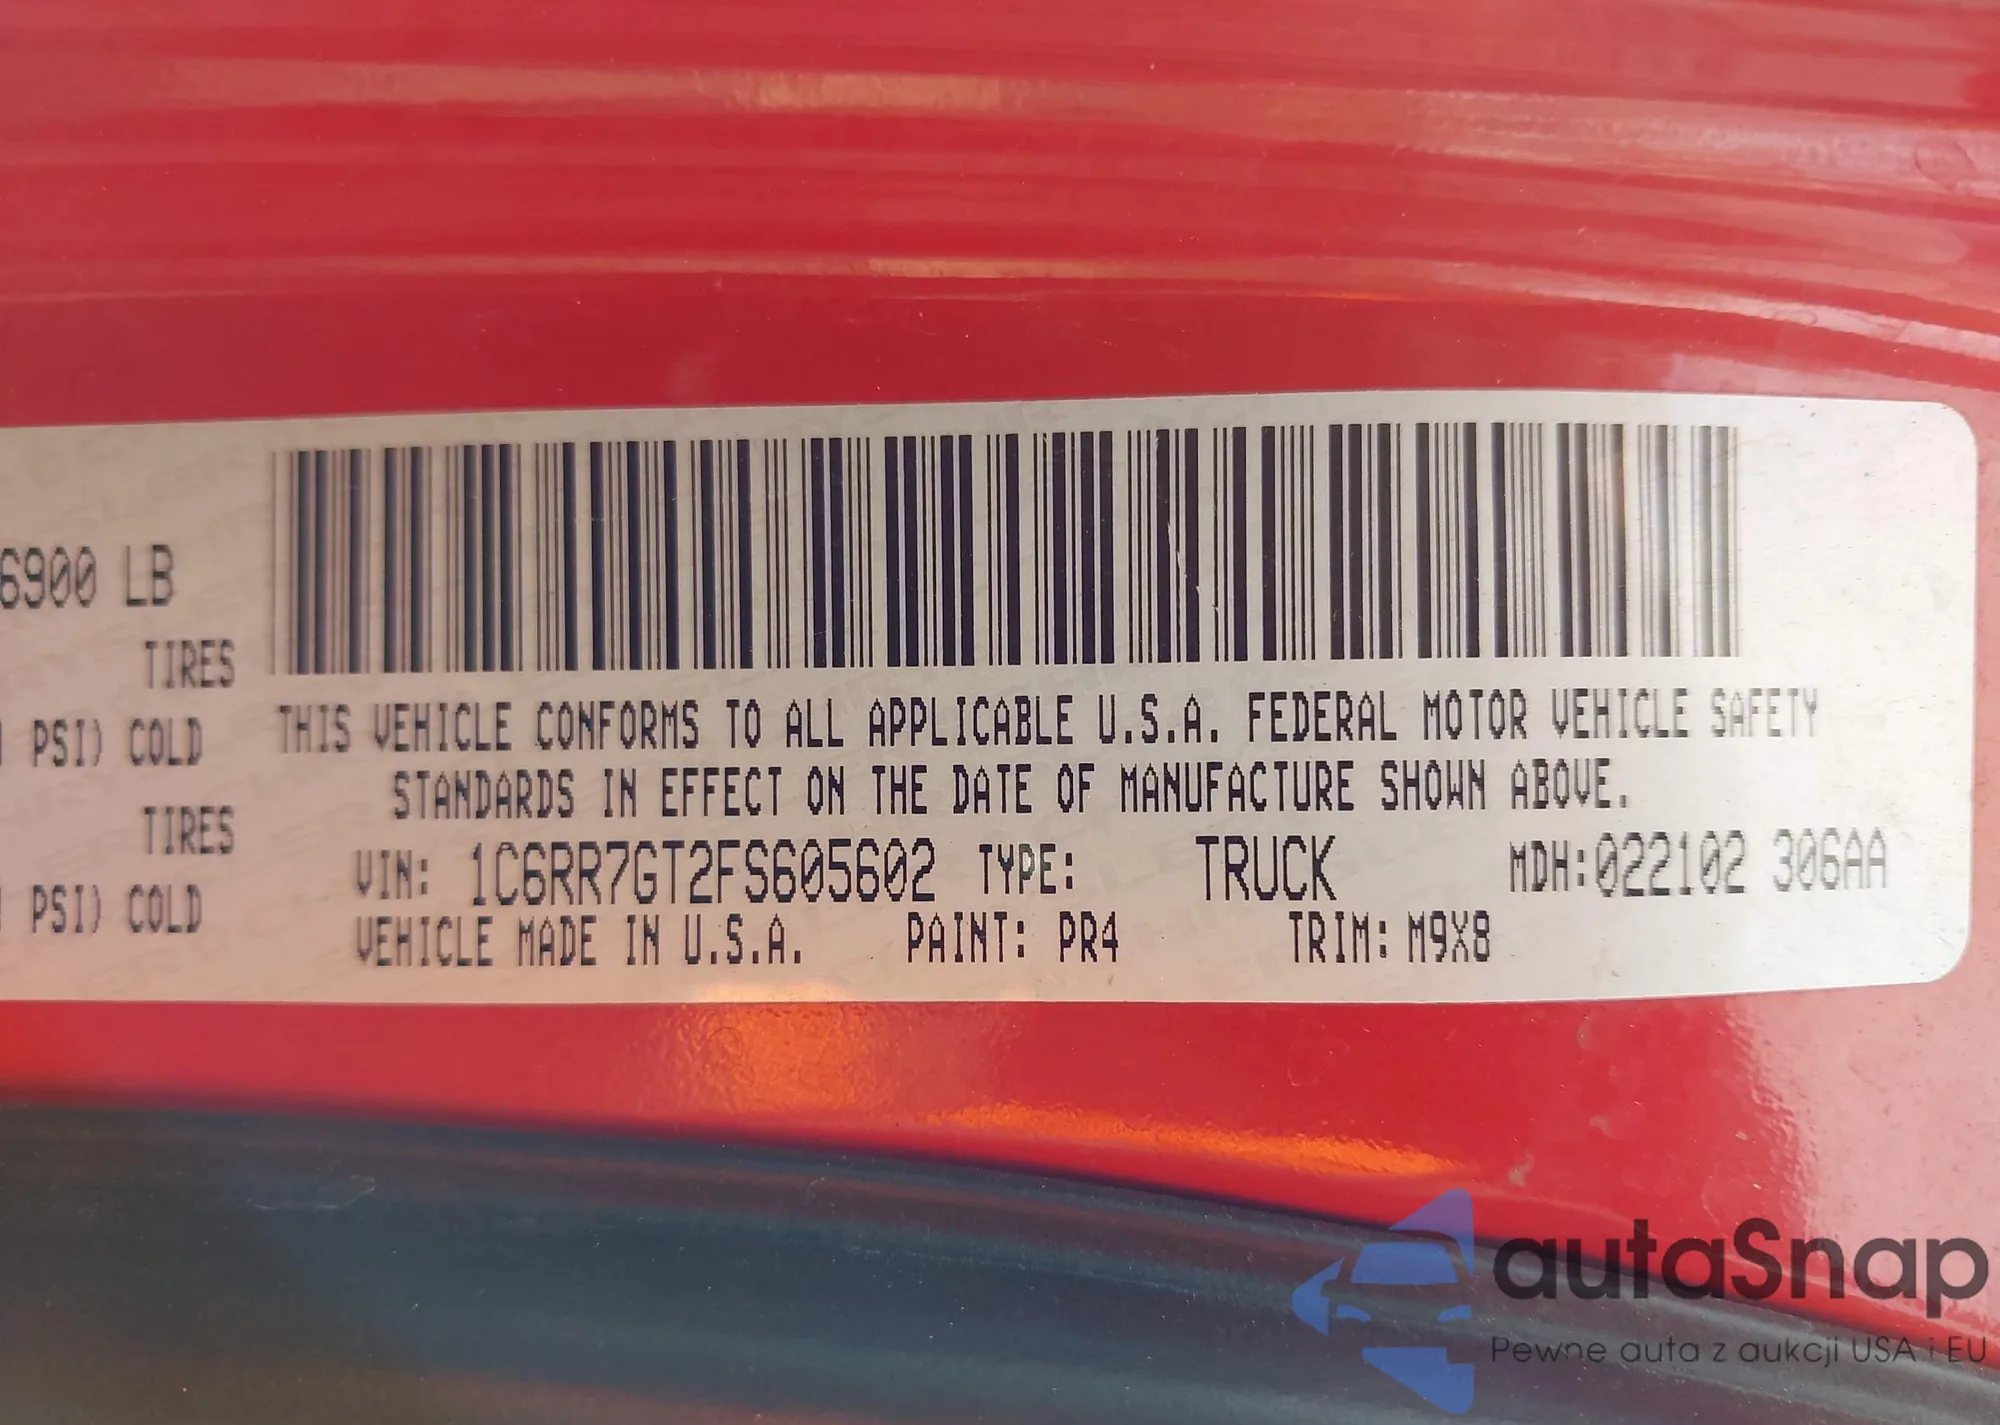 6900 LB
TIRES
PSI) COLD
TIRES
PSI) COLD
THIS VEHICLE CONFORMS TO ALL APPLICABLE U.S.A. FEDERAL MOTOR VEHICLE SAFETY
STANDARDS IN EFFECT ON THE DATE OF MANUFACTURE SHOWN ABOVE.
VIN: 1C6RR7GT2FS605602 TYPE: TRUCK MDH:022102 306AA
VEHICLE MADE IN U.S.A. PAINT: PR4 TRIM: M9X8
autaSnap
Pewne auta z aukcji USA i EU